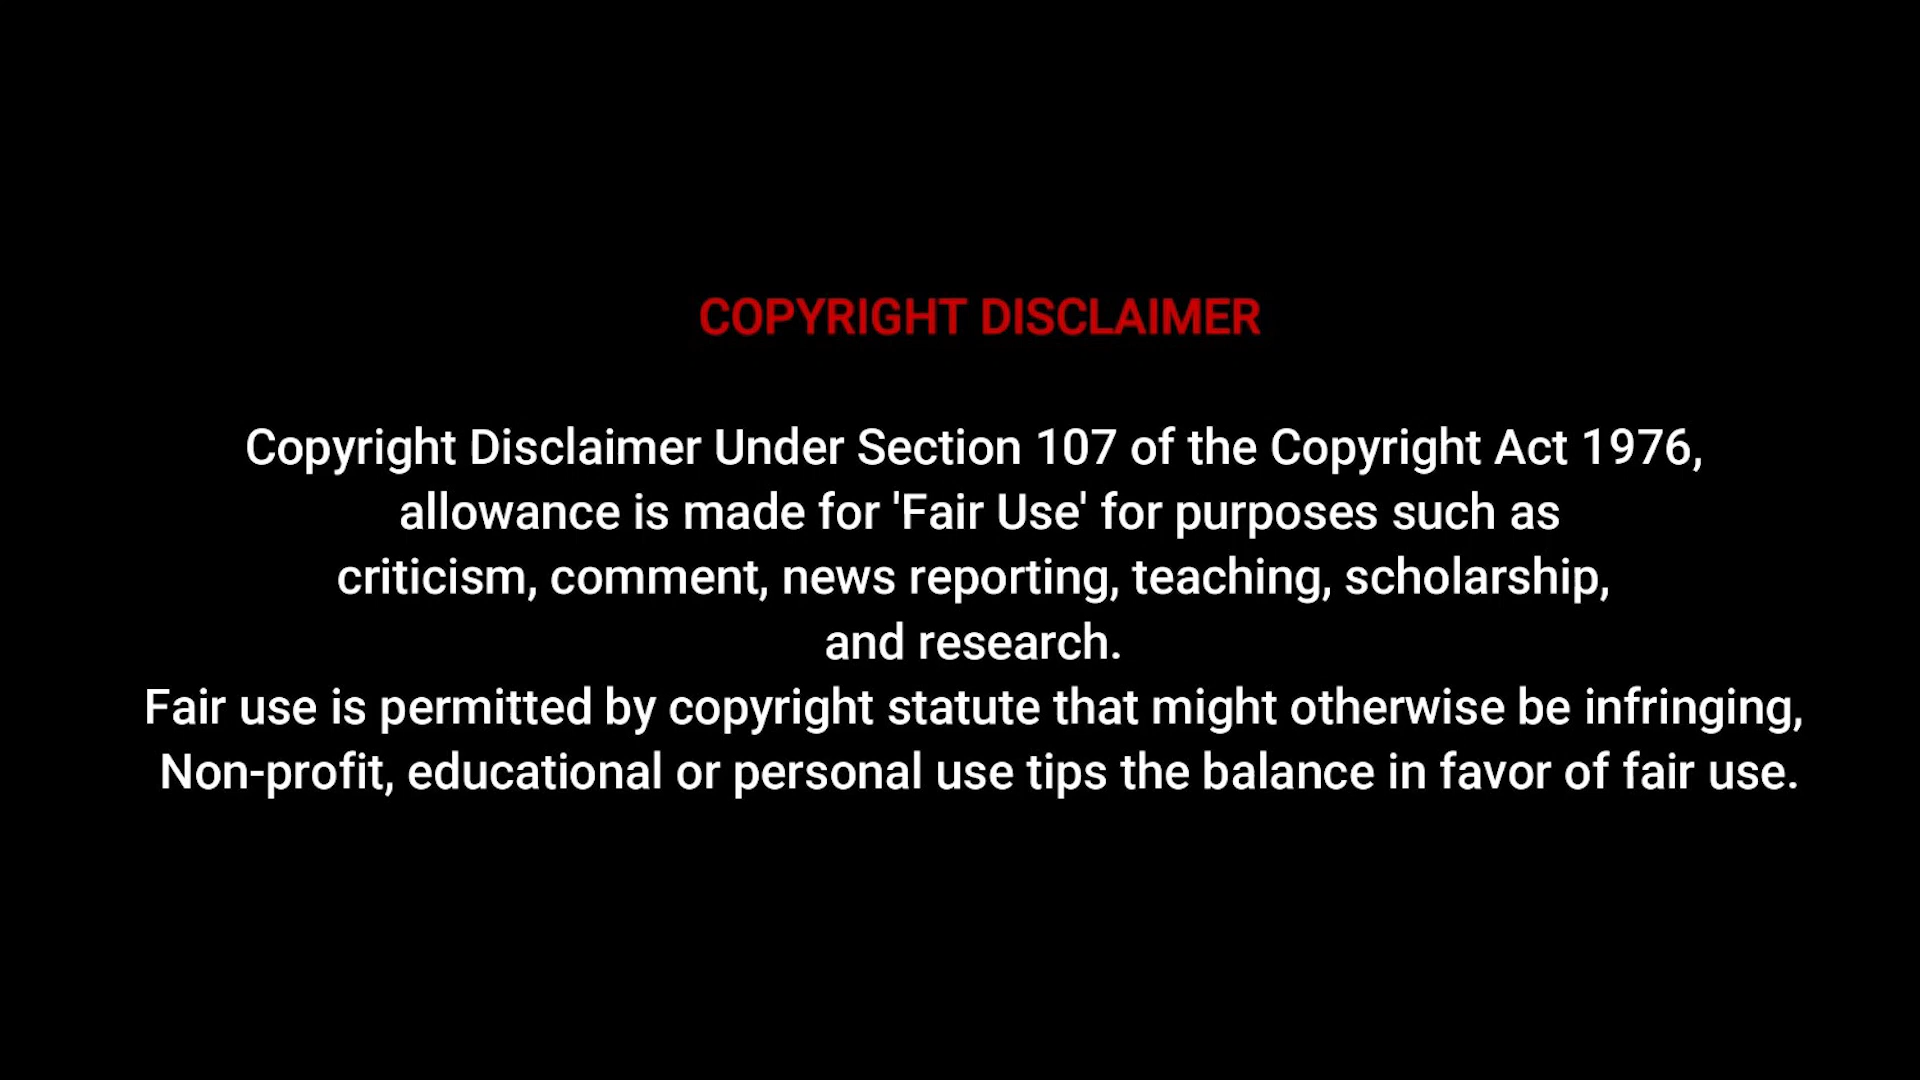 COPYRIGHT DISCLAIMER
Copyright Disclaimer Under Section 107 of the Copyright Act 1976,
allowance is made for 'Fair Use' for purposes such as
criticism, comment, news reporting, teaching, scholarship,
and research.
Fair use is permitted by copyright statute that might otherwise be infringing,
Non-profit, educational or personal use tips the balance in favor of fair use.